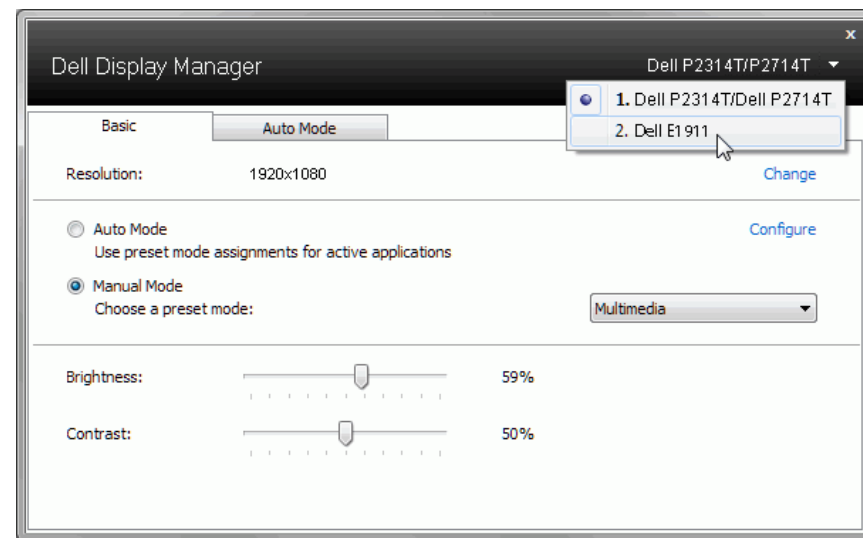 x
Dell Display Manager
Dell P2314T/P2714T
1. Dell P2314T/Dell P2714T
2. Dell E1911
Basic
Auto Mode
Resolution:
1920x1080
Change
Auto Mode
Configure
Use preset mode assignments for active applications
Manual Mode
Choose a preset mode:
Multimedia
Brightness:
59%
Contrast:
50%